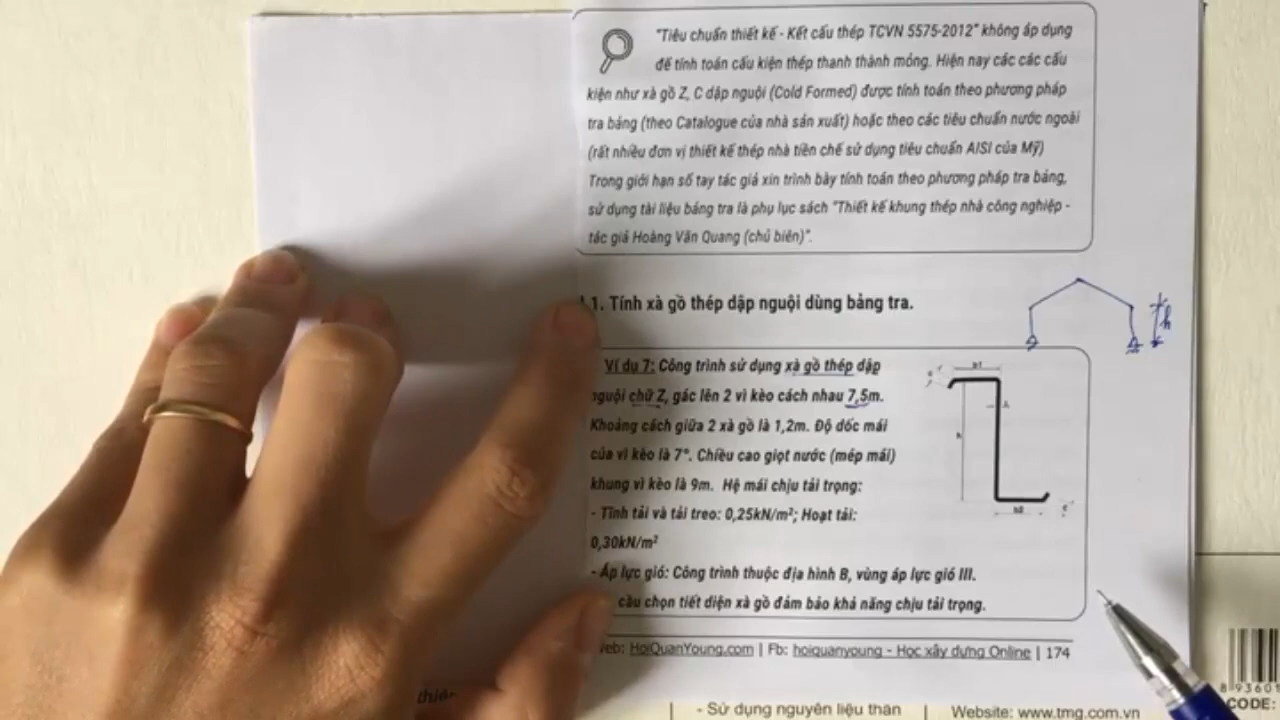 "Tiêu chuẩn thiết kế - Kết cấu thép TCVN 5575-2012" không áp dụng
để tính toán cấu kiện thép thanh thành mỏng. Hiện nay các các cấu
kiện như xà gồ Z, C dập nguội (Cold Formed) được tính toán theo phương pháp
tra bảng (theo Catalogue của nhà sản xuất) hoặc theo các tiêu chuẩn nước ngoài
(rất nhiều đơn vị thiết kế thép nhà tiền chế sử dụng tiêu chuẩn AISI của Mỹ)
Trong giới hạn sổ tay tác giả xin trình bày tính toán theo phương pháp tra bảng,
sử dụng tài liệu bảng tra là phụ lục sách "Thiết kế khung thép nhà công nghiệp -
tác giả Hoàng Văn Quang (chủ biên)".
1. Tính xà gồ thép dập nguội dùng bảng tra.
h
Ví dụ 7: Công trình sử dụng xà gồ thép dập
nguội chữ Z, gác lên 2 vì kèo cách nhau 7,5m.
Khoảng cách giữa 2 xà gồ là 1,2m. Độ dốc mái
của vì kèo là 7°. Chiều cao giọt nước (mép mái)
khung vì kèo là 9m. Hệ mái chịu tải trọng:
- Tĩnh tải và tải treo: 0,25kN/m²; Hoạt tải:
0,30kN/m²
- Áp lực gió: Công trình thuộc địa hình B, vùng áp lực gió III.
cầu chọn tiết diện xà gồ đảm bảo khả năng chịu tải trọng.
b1
h
b2
c
Web: HoiQuanYoung.com | Fb: hoiquanyoung - Học xây dựng Online | 174
- Sử dụng nguyên liệu thân
Website: www.tmg.com.vn
8 93601
CODE: